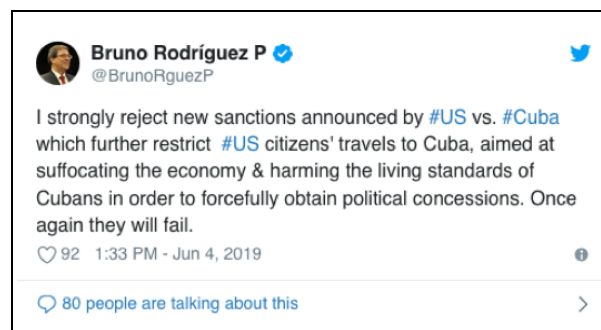 Bruno Rodríguez P
@BrunoRguezP
I strongly reject new sanctions announced by #US vs. #Cuba
which further restrict #US citizens' travels to Cuba, aimed at
suffocating the economy & harming the living standards of
Cubans in order to forcefully obtain political concessions. Once
again they will fail.
92 1:33 PM - Jun 4, 2019
80 people are talking about this